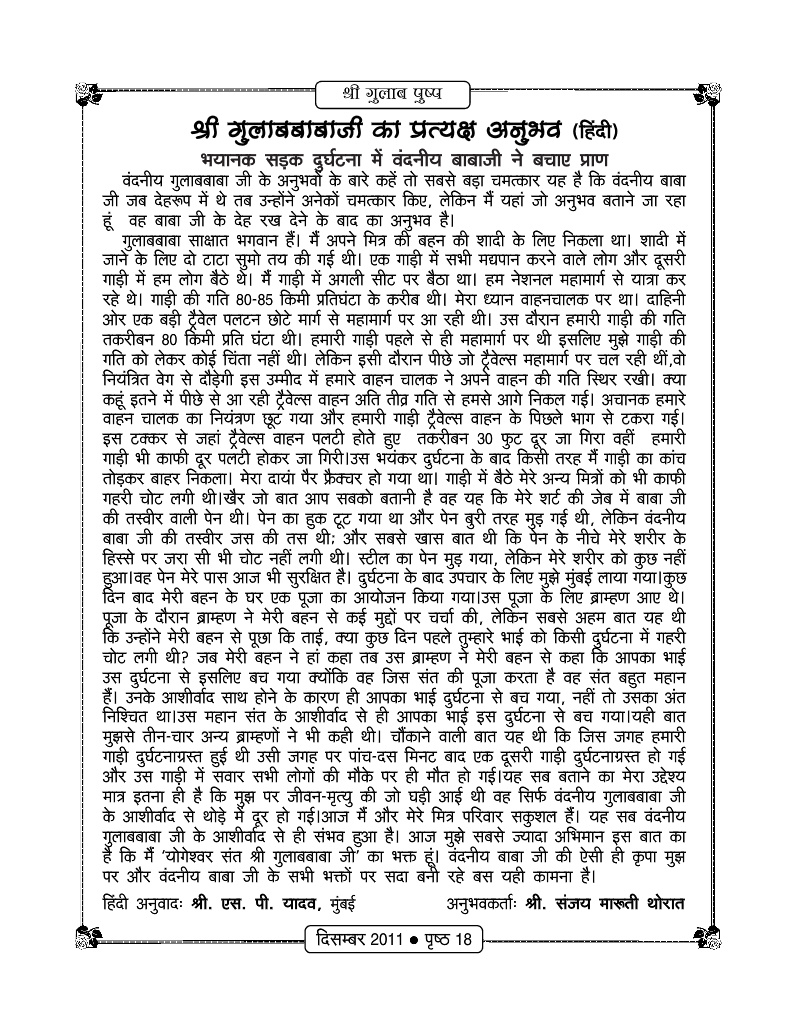 श्री गुलाब पुष्प
श्री गुलाबबाबाजी का प्रत्यक्ष अनुभव (हिंदी)
भयानक सड़क दुर्घटना में वंदनीय बाबाजी ने बचाए प्राण
वंदनीय गुलाबबाबा जी के अनुभवों के बारे कहें तो सबसे बड़ा चमत्कार यह है कि वंदनीय बाबा
जी जब देहरूप में थे तब उन्होंने अनेकों चमत्कार किए, लेकिन मैं यहां जो अनुभव बताने जा रहा
हूं वह बाबा जी के देह रख देने के बाद का अनुभव है।
गुलाबबाबा साक्षात भगवान हैं। मैं अपने मित्र की बहन की शादी के लिए निकला था। शादी में
जाने के लिए दो टाटा सुमो तय की गई थी। एक गाड़ी में सभी मद्यपान करने वाले लोग और दूसरी
गाड़ी में हम लोग बैठे थे। मैं गाड़ी में अगली सीट पर बैठा था। हम नेशनल महामार्ग से यात्रा कर
रहे थे। गाड़ी की गति 80-85 किमी प्रतिघंटा के करीब थी। मेरा ध्यान वाहनचालक पर था। दाहिनी
ओर एक बड़ी ट्रैवेल पलटन छोटे मार्ग से महामार्ग पर आ रही थी। उस दौरान हमारी गाड़ी की गति
तकरीबन 80 किमी प्रति घंटा थी। हमारी गाड़ी पहले से ही महामार्ग पर थी इसलिए मुझे गाड़ी की
गति को लेकर कोई चिंता नहीं थी। लेकिन इसी दौरान पीछे जो ट्रैवेल्स महामार्ग पर चल रही थीं,वो
नियंत्रित वेग से दौड़ेगी इस उम्मीद में हमारे वाहन चालक ने अपने वाहन की गति स्थिर रखी। क्या
कहूं इतने में पीछे से आ रही ट्रैवेल्स वाहन अति तीव्र गति से हमसे आगे निकल गई। अचानक हमारे
वाहन चालक का नियंत्रण छूट गया और हमारी गाड़ी ट्रैवेल्स वाहन के पिछले भाग से टकरा गई।
इस टक्कर से जहां ट्रैवेल्स वाहन पलटी होते हुए तकरीबन 30 फुट दूर जा गिरा वहीं हमारी
गाड़ी भी काफी दूर पलटी होकर जा गिरी।उस भयंकर दुर्घटना के बाद किसी तरह मैं गाड़ी का कांच
तोड़कर बाहर निकला। मेरा दायां पैर फ्रैक्चर हो गया था। गाड़ी में बैठे मेरे अन्य मित्रों को भी काफी
गहरी चोट लगी थी।खैर जो बात आप सबको बतानी है वह यह कि मेरे शर्ट की जेब में बाबा जी
की तस्वीर वाली पेन थी। पेन का हुक टूट गया था और पेन बुरी तरह मुड़ गई थी, लेकिन वंदनीय
बाबा जी की तस्वीर जस की तस थी; और सबसे खास बात थी कि पेन के नीचे मेरे शरीर के
हिस्से पर जरा सी भी चोट नहीं लगी थी। स्टील का पेन मुड़ गया, लेकिन मेरे शरीर को कुछ नहीं
हुआ।वह पेन मेरे पास आज भी सुरक्षित है। दुर्घटना के बाद उपचार के लिए मुझे मुंबई लाया गया।कुछ
दिन बाद मेरी बहन के घर एक पूजा का आयोजन किया गया।उस पूजा के लिए ब्राम्हण आए थे।
पूजा के दौरान ब्राम्हण ने मेरी बहन से कई मुद्दों पर चर्चा की, लेकिन सबसे अहम बात यह थी
कि उन्होंने मेरी बहन से पूछा कि ताई, क्या कुछ दिन पहले तुम्हारे भाई को किसी दुर्घटना में गहरी
चोट लगी थी? जब मेरी बहन ने हां कहा तब उस ब्राम्हण ने मेरी बहन से कहा कि आपका भाई
उस दुर्घटना से इसलिए बच गया क्योंकि वह जिस संत की पूजा करता है वह संत बहुत महान
हैं। उनके आशीर्वाद साथ होने के कारण ही आपका भाई दुर्घटना से बच गया, नहीं तो उसका अंत
निश्चित था।उस महान संत के आशीर्वाद से ही आपका भाई इस दुर्घटना से बच गया।यही बात
मुझसे तीन-चार अन्य ब्राम्हणों ने भी कही थी। चौंकाने वाली बात यह थी कि जिस जगह हमारी
गाड़ी दुर्घटनाग्रस्त हुई थी उसी जगह पर पांच-दस मिनट बाद एक दूसरी गाड़ी दुर्घटनाग्रस्त हो गई
और उस गाड़ी में सवार सभी लोगों की मौके पर ही मौत हो गई।यह सब बताने का मेरा उद्देश्य
मात्र इतना ही है कि मुझ पर जीवन-मृत्यु की जो घड़ी आई थी वह सिर्फ वंदनीय गुलाबबाबा जी
के आशीर्वाद से थोड़े में दूर हो गई।आज मैं और मेरे मित्र परिवार सकुशल हैं। यह सब वंदनीय
गुलाबबाबा जी के आशीर्वाद से ही संभव हुआ है। आज मुझे सबसे ज्यादा अभिमान इस बात का
है कि मैं 'योगेश्वर संत श्री गुलाबबाबा जी' का भक्त हूं। वंदनीय बाबा जी की ऐसी ही कृपा मुझ
पर और वंदनीय बाबा जी के सभी भक्तों पर सदा बनी रहे बस यही कामना है।
हिंदी अनुवादः श्री. एस. पी. यादव, मुंबई अनुभवकर्ताः श्री. संजय मारूती थोरात
दिसम्बर 2011 ● पृष्ठ 18